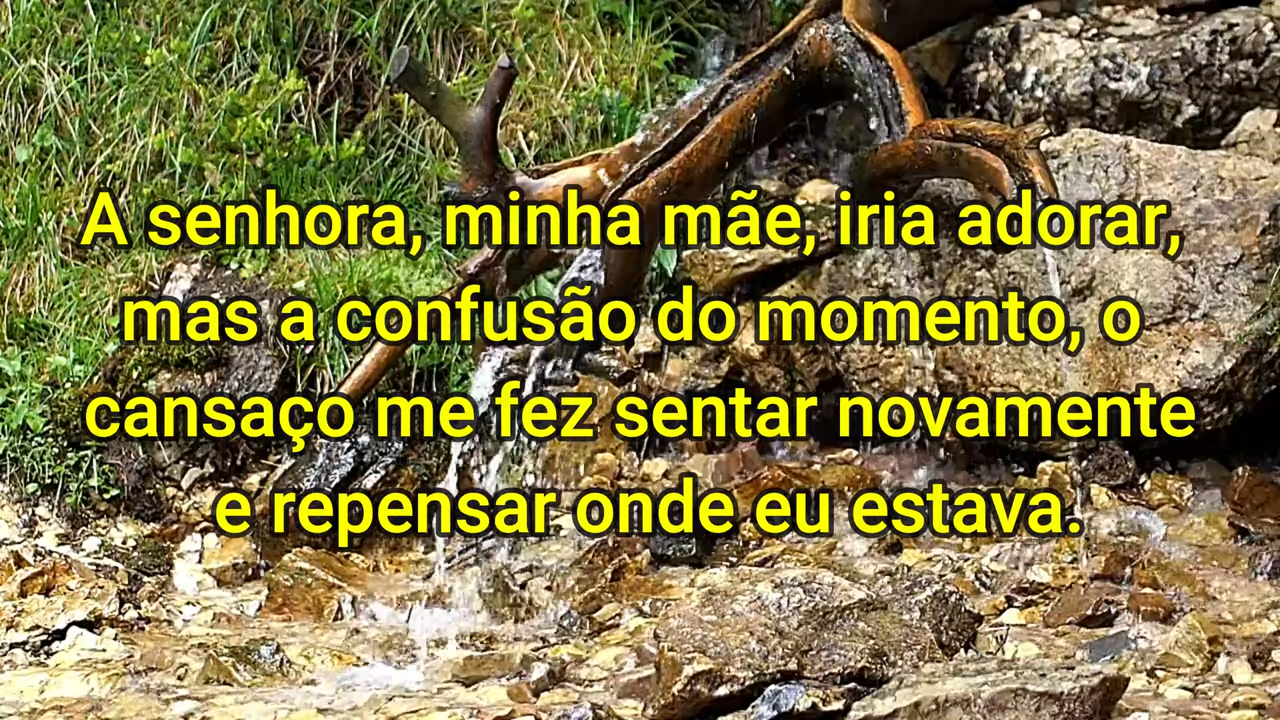 A senhora, minha mãe, iria adorar,
mas a confusão do momento, o
cansaço me fez sentar novamente
e repensar onde eu estava.